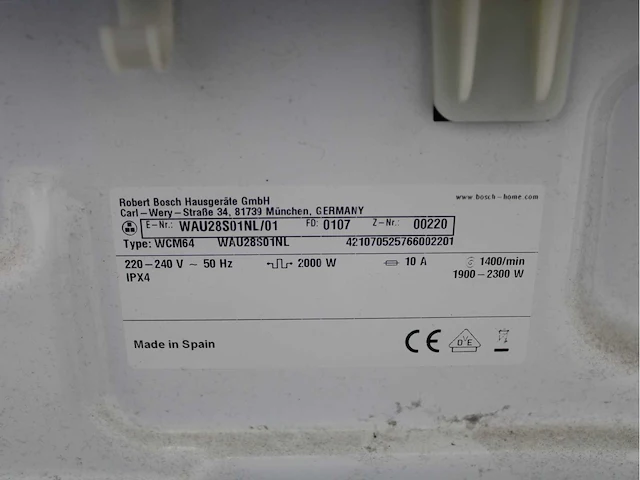 Robert Bosch Hausgeräte GmbH
www.bosch-home.com
Carl-Wery-Straße 34, 81739 München, GERMANY
E-Nr.: WAU28S01NL/01 FD: 0107 Z-Nr.: 00220
Type: WCM64 WAU28S01NL 421070525766002201
220-240 V ~ 50 Hz 2000 W 10 A 1400/min
IPX4 1900-2300 W
Made in Spain CE